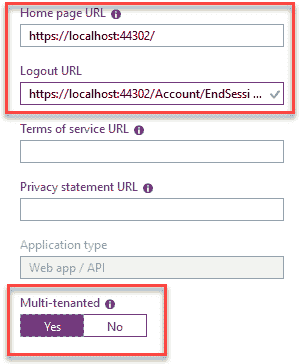 Home page URL
https://localhost:44302/
Logout URL
https://localhost:44302/Account/EndSessi ...
Terms of service URL
Privacy statement URL
Application type
Web app / API
Multi-tenanted
Yes No